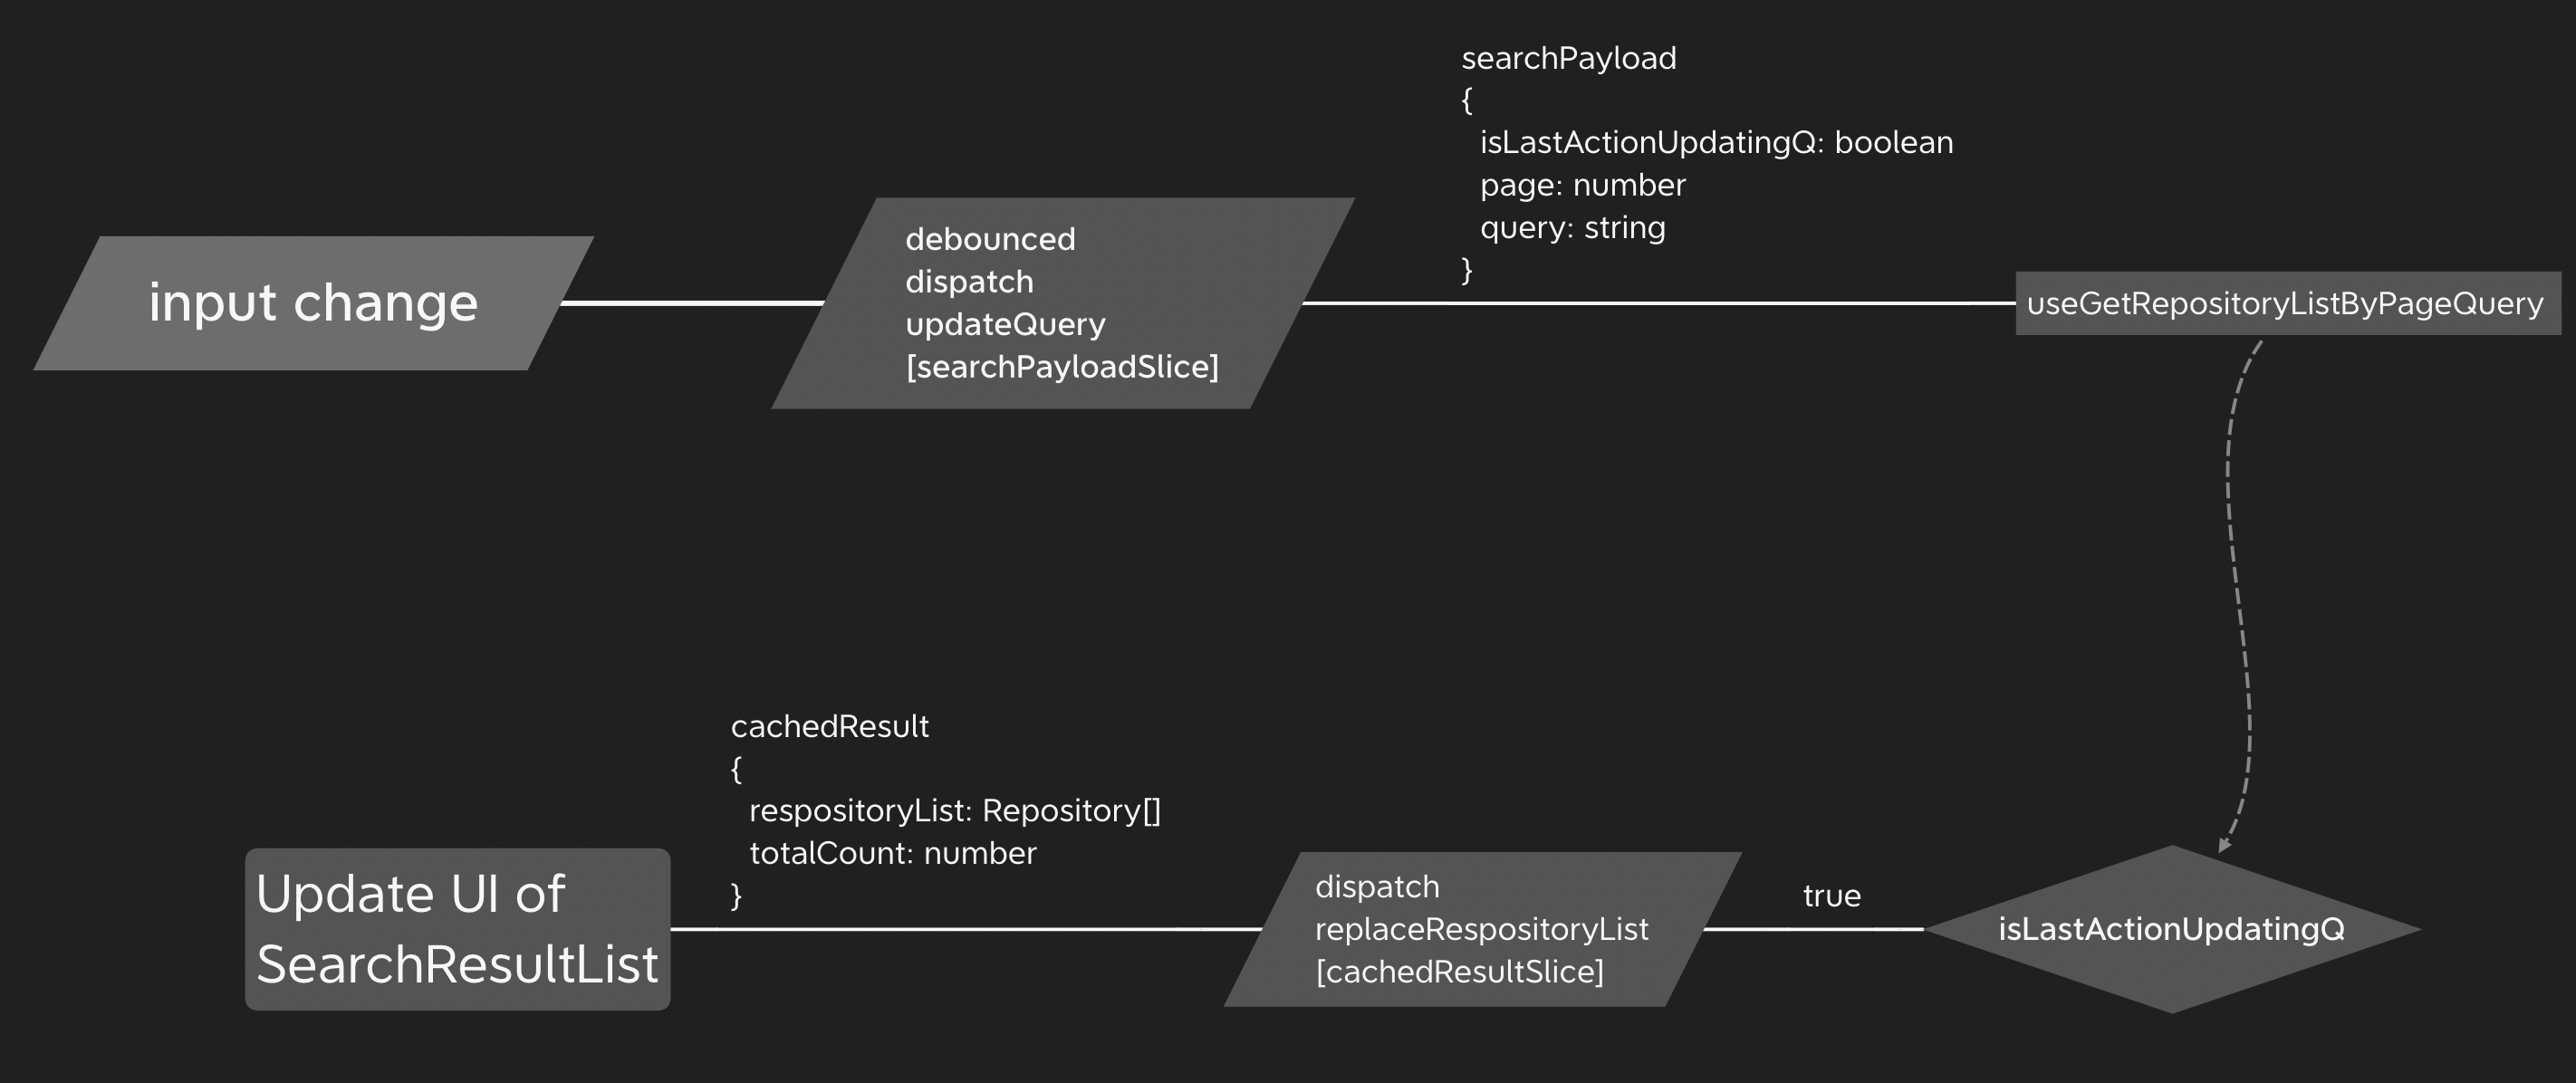 input change
debounced
dispatch
updateQuery
[searchPayloadSlice]
searchPayload
{
isLastActionUpdatingQ: boolean
page: number
query: string
}
useGetRepositoryListByPageQuery
isLastActionUpdatingQ
true
dispatch
replaceRespositoryList
[cachedResultSlice]
cachedResult
{
respositoryList: Repository[]
totalCount: number
}
Update UI of
SearchResultList